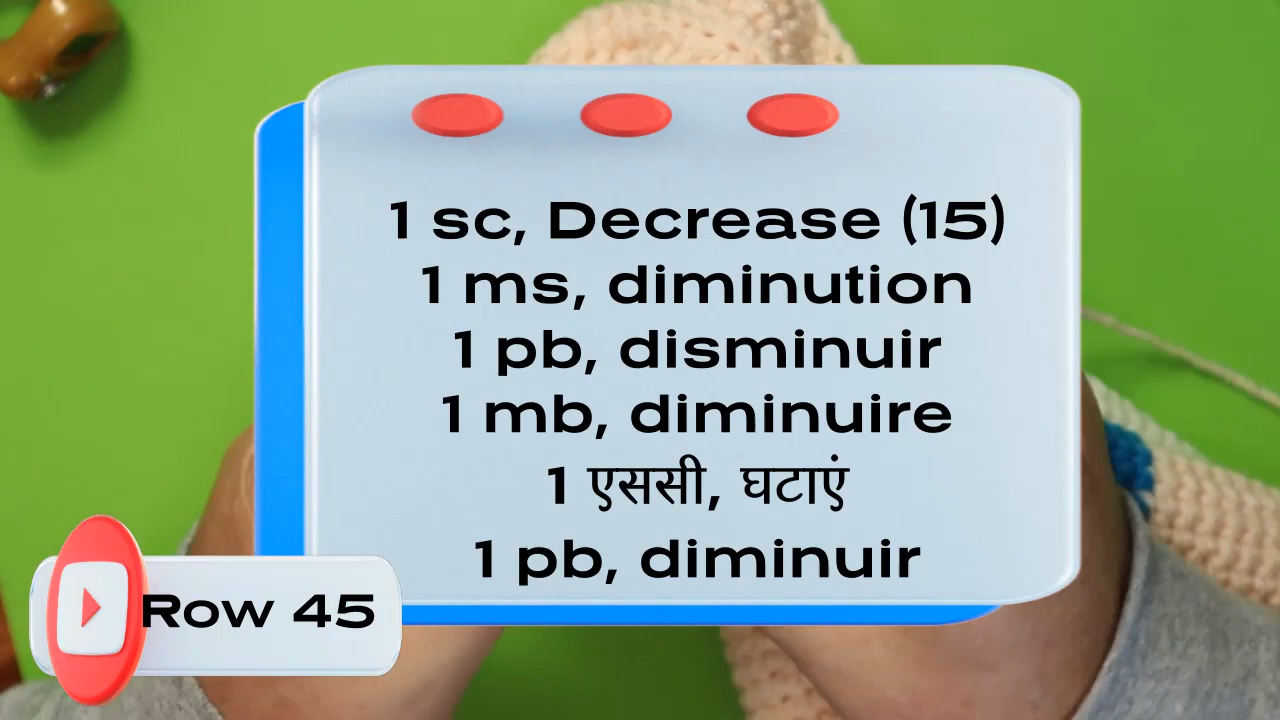 1 sc, Decrease (15)
1 ms, diminution
1 pb, disminuir
1 mb, diminuire
1 एससी, घटाएं
1 pb, diminuir
Row 45